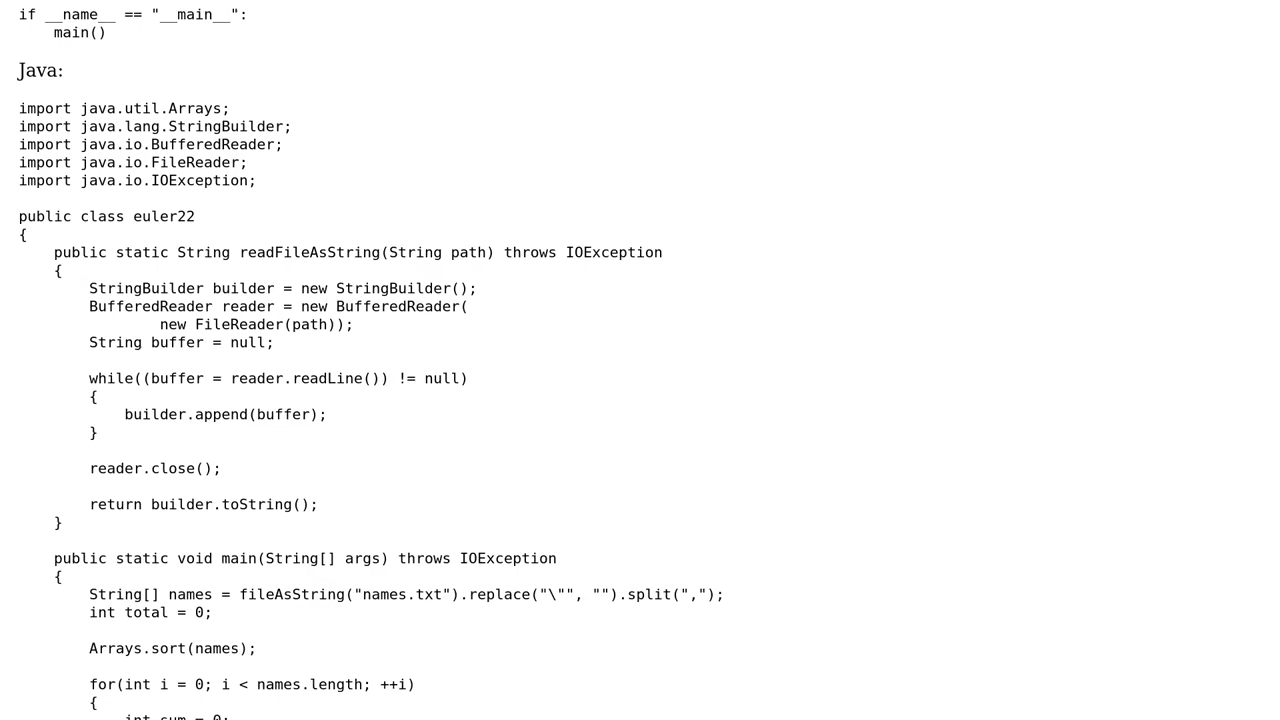 if __name__ == "__main__":
    main()
Java:
import java.util.Arrays;
import java.lang.StringBuilder;
import java.io.BufferedReader;
import java.io.FileReader;
import java.io.IOException;
public class euler22
{
    public static String readFileAsString(String path) throws IOException
    {
        StringBuilder builder = new StringBuilder();
        BufferedReader reader = new BufferedReader(
                new FileReader(path));
        String buffer = null;
        while((buffer = reader.readLine()) != null)
        {
            builder.append(buffer);
        }
        reader.close();
        return builder.toString();
    }
    public static void main(String[] args) throws IOException
    {
        String[] names = fileAsString("names.txt").replace("\"", "").split(",");
        int total = 0;
        Arrays.sort(names);
        for(int i = 0; i < names.length; ++i)
        {
            int sum = 0;